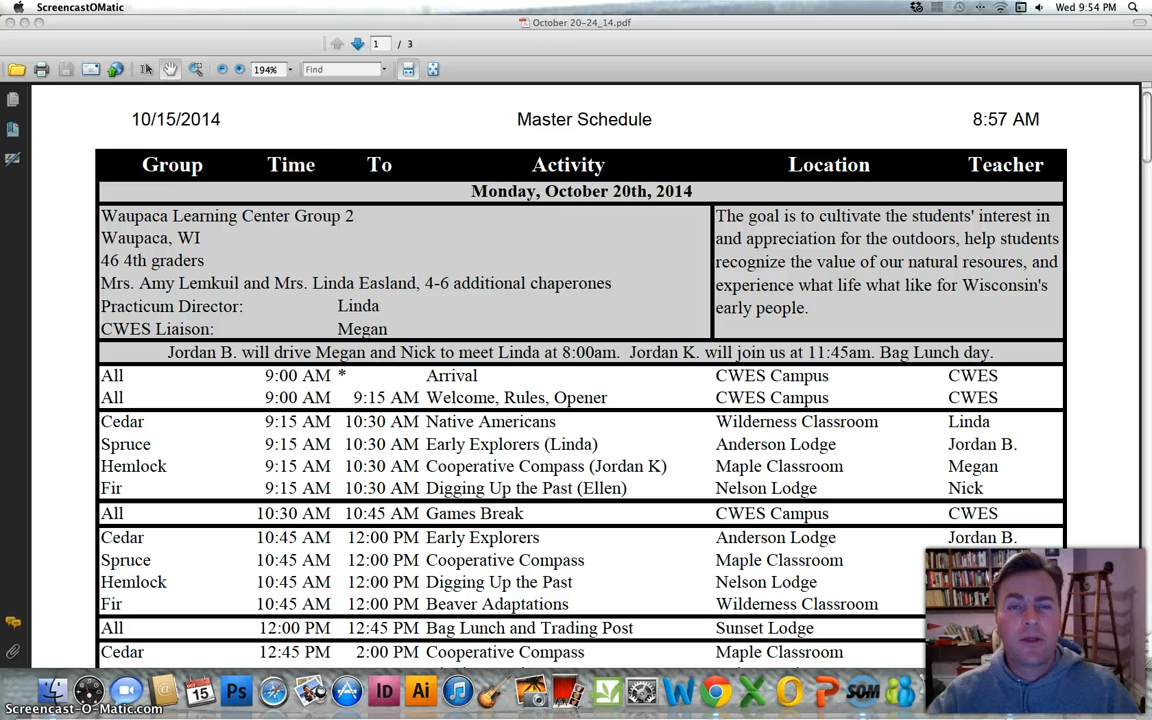 ScreencastOMatic
Wed 9:54 PM
October 20-24_14.pdf
1 / 3
194%
Find
10/15/2014 Master Schedule 8:57 AM
Group Time To Activity Location Teacher
Monday, October 20th, 2014
Waupaca Learning Center Group 2
Waupaca, WI
46 4th graders
Mrs. Amy Lemkuil and Mrs. Linda Easland, 4-6 additional chaperones
Practicum Director: Linda
CWES Liaison: Megan
The goal is to cultivate the students' interest in
and appreciation for the outdoors, help students
recognize the value of our natural resoures, and
experience what life what like for Wisconsin's
early people.
Jordan B. will drive Megan and Nick to meet Linda at 8:00am. Jordan K. will join us at 11:45am. Bag Lunch day.
All 9:00 AM * Arrival CWES Campus CWES
All 9:00 AM 9:15 AM Welcome, Rules, Opener CWES Campus CWES
Cedar 9:15 AM 10:30 AM Native Americans Wilderness Classroom Linda
Spruce 9:15 AM 10:30 AM Early Explorers (Linda) Anderson Lodge Jordan B.
Hemlock 9:15 AM 10:30 AM Cooperative Compass (Jordan K) Maple Classroom Megan
Fir 9:15 AM 10:30 AM Digging Up the Past (Ellen) Nelson Lodge Nick
All 10:30 AM 10:45 AM Games Break CWES Campus CWES
Cedar 10:45 AM 12:00 PM Early Explorers Anderson Lodge Jordan B.
Spruce 10:45 AM 12:00 PM Cooperative Compass Maple Classroom
Hemlock 10:45 AM 12:00 PM Digging Up the Past Nelson Lodge
Fir 10:45 AM 12:00 PM Beaver Adaptations Wilderness Classroom
All 12:00 PM 12:45 PM Bag Lunch and Trading Post Sunset Lodge
Cedar 12:45 PM 2:00 PM Cooperative Compass Maple Classroom
15
Ps
Id
Ai
SOM
Screencast-O-Matic.com